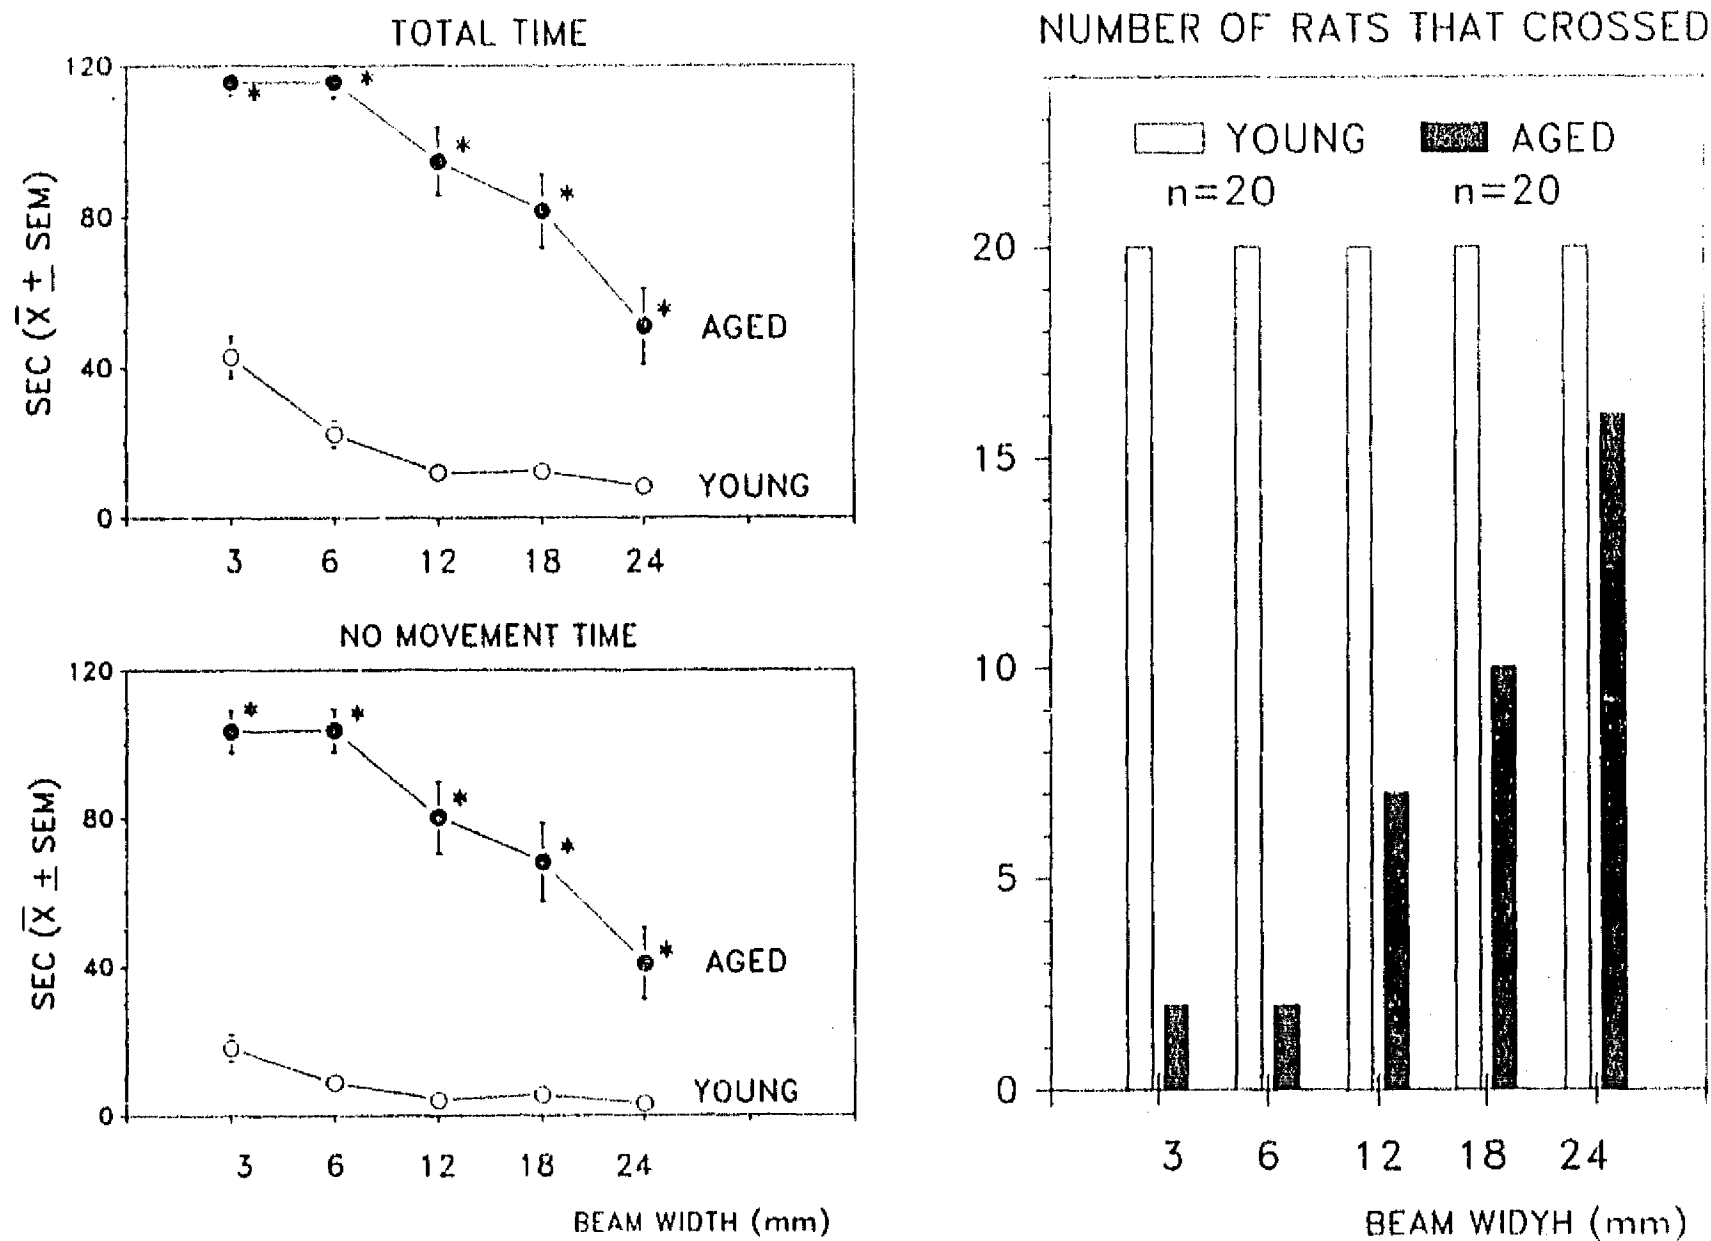 TOTAL TIME
120
80
40
0
SEC (X̄ ± SEM)
* * * * *
AGED
YOUNG
3 6 12 18 24
NO MOVEMENT TIME
120
80
40
0
SEC (X̄ ± SEM)
* * * * *
AGED
YOUNG
3 6 12 18 24
BEAM WIDTH (mm)
NUMBER OF RATS THAT CROSSED
YOUNG AGED
n=20 n=20
20
15
10
5
0
3 6 12 18 24
BEAM WIDYH (mm)